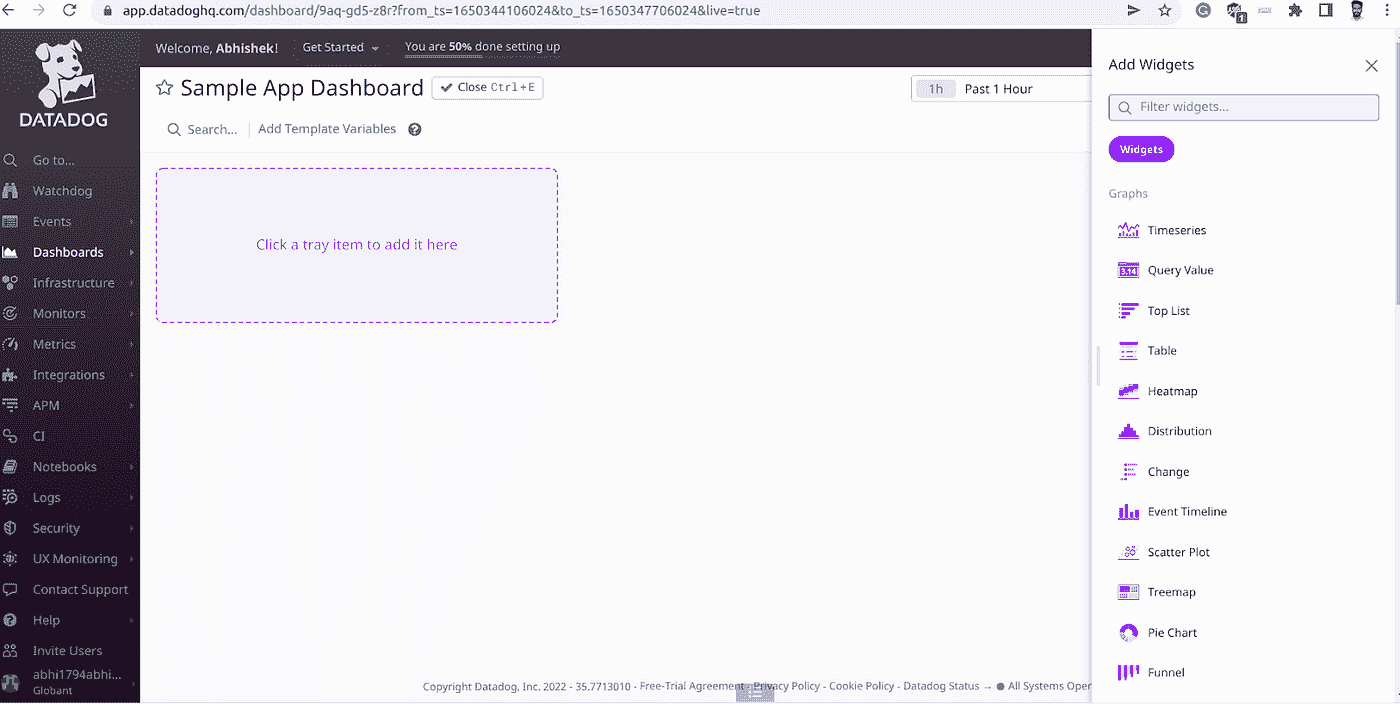 app.datadoghq.com/dashboard/9aq-gd5-z8r?from_ts=1650344106024&to_ts=1650347706024&live=true
1
DATADOG
Go to...
Watchdog
Events
Dashboards
Infrastructure
Monitors
Metrics
Integrations
APM
CI
Notebooks
Logs
Security
UX Monitoring
Contact Support
Help
Invite Users
abhi1794abhi...
Globant
Welcome, Abhishek!
Get Started
You are 50% done setting up
Sample App Dashboard
Close Ctrl+E
1h Past 1 Hour
Search...
Add Template Variables
?
Click a tray item to add it here
Copyright Datadog, Inc. 2022 - 35.7713010 - Free-Trial Agreement - Privacy Policy - Cookie Policy - Datadog Status → All Systems Oper
Add Widgets
Filter widgets...
Widgets
Graphs
Timeseries
3.14
Query Value
Top List
Table
Heatmap
Distribution
Change
Event Timeline
Scatter Plot
Treemap
Pie Chart
Funnel